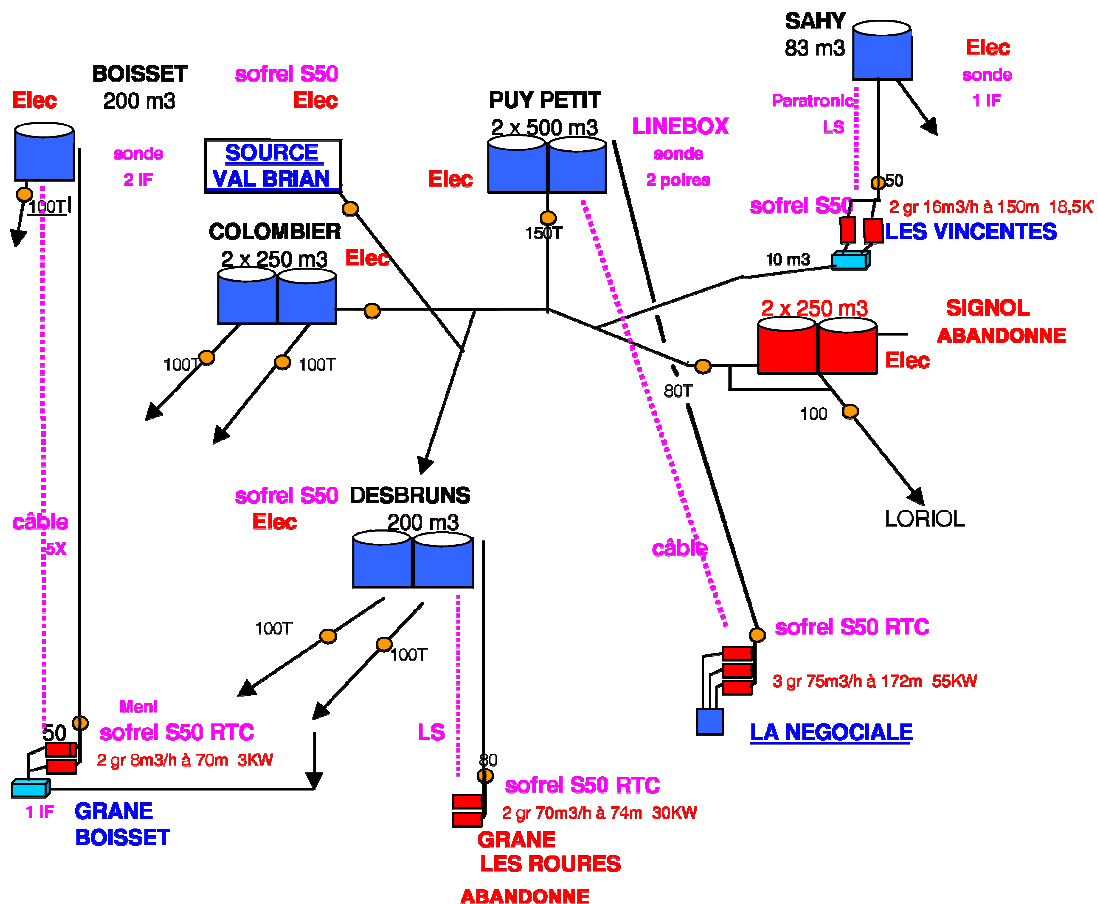 SAHY
83 m3
Elec
sonde
1 IF
BOISSET
200 m3
sofrel S50
Elec
Elec
PUY PETIT
2 x 500 m3
LINEBOX
sonde
2 poires
Paratronic
LS
sonde
2 IF
SOURCE
VAL BRIAN
Elec
100T
150T
50
sofrel S50
2 gr 16m3/h à 150m 18,5K
LES VINCENTES
10 m3
COLOMBIER
2 x 250 m3
Elec
2 x 250 m3
SIGNOL
ABANDONNE
Elec
100T
100T
80T
100
LORIOL
sofrel S50
DESBRUNS
Elec
200 m3
câble
5X
câble
100T
100T
sofrel S50 RTC
3 gr 75m3/h à 172m 55KW
LA NEGOCIALE
Menl
50
sofrel S50 RTC
2 gr 8m3/h à 70m 3KW
1 IF
GRANE
BOISSET
LS
80
sofrel S50 RTC
2 gr 70m3/h à 74m 30KW
GRANE
LES ROURES
ABANDONNE